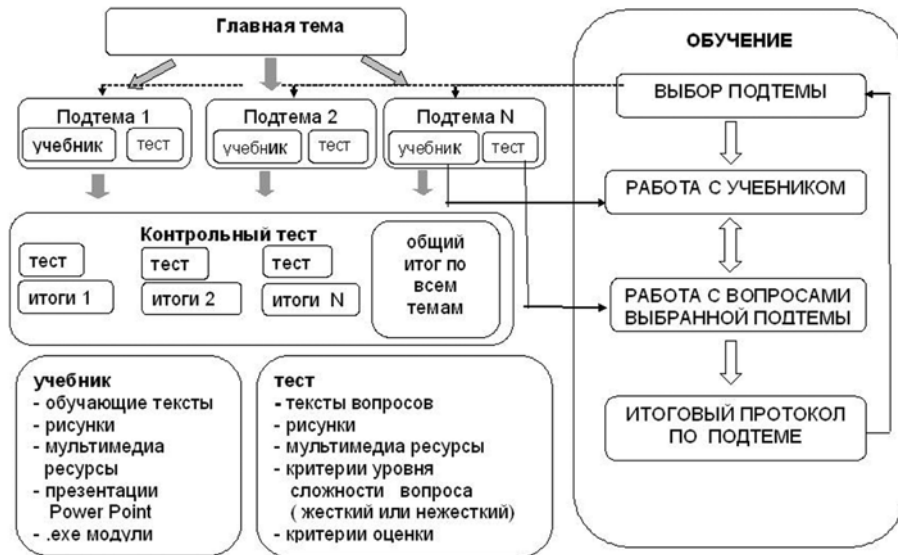 Главная тема
Подтема 1
учебник
тест
Подтема 2
учебник
тест
Подтема N
учебник
тест
Контрольный тест
тест
итоги 1
тест
итоги 2
тест
итоги N
общий
итог по
всем
темам
учебник
- обучающие тексты
- рисунки
- мультимедиа
ресурсы
- презентации
Power Point
- .exe модули
тест
- тексты вопросов
- рисунки
- мультимедиа ресурсы
- критерии уровня
сложности вопроса
( жесткий или нежесткий)
- критерии оценки
ОБУЧЕНИЕ
ВЫБОР ПОДТЕМЫ
РАБОТА С УЧЕБНИКОМ
РАБОТА С ВОПРОСАМИ
ВЫБРАННОЙ ПОДТЕМЫ
ИТОГОВЫЙ ПРОТОКОЛ
ПО ПОДТЕМЕ